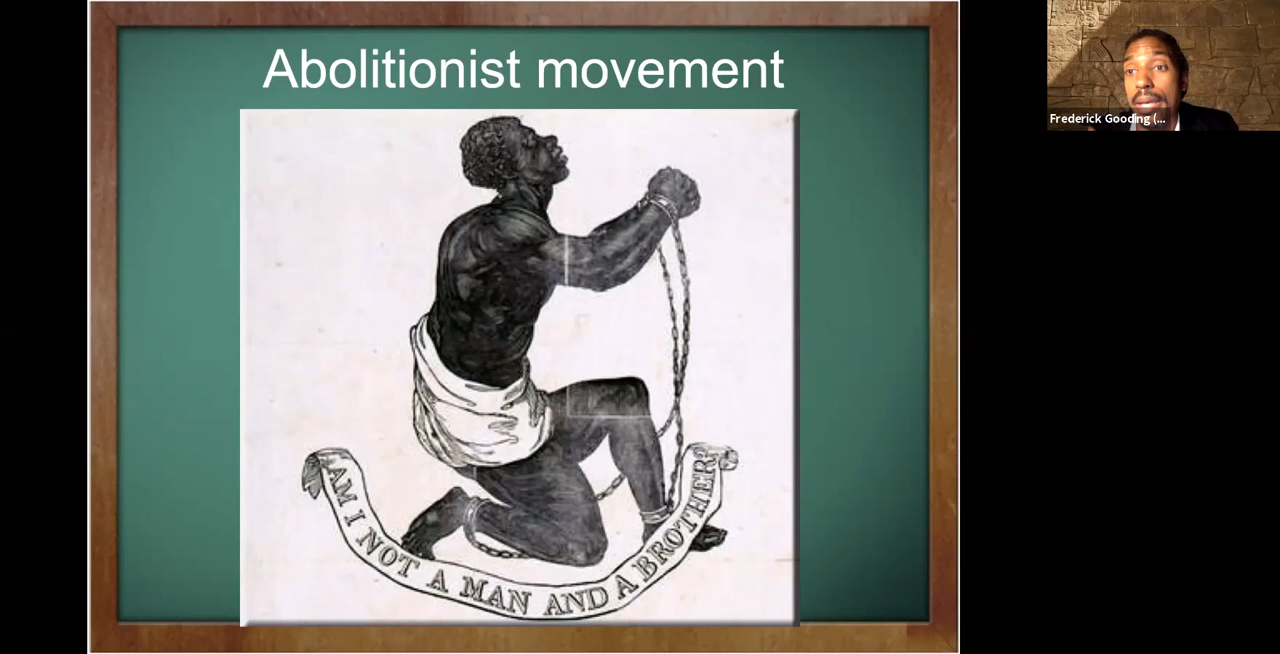 Abolitionist movement
AM I NOT A MAN AND A BROTHER?
Frederick Gooding (...